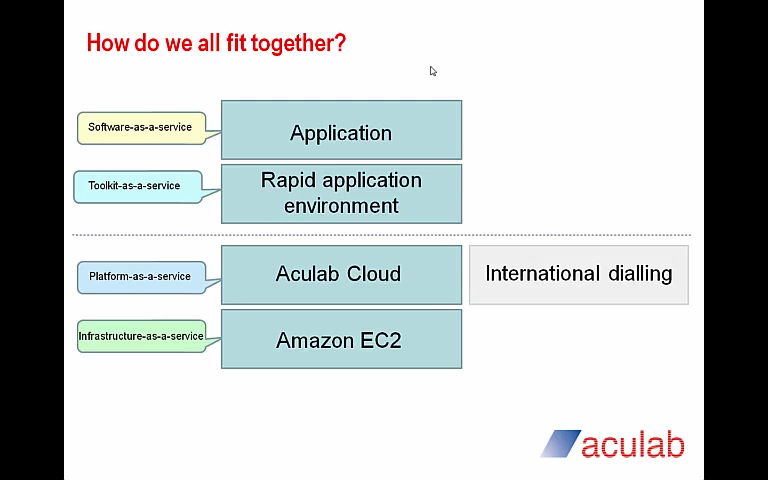 How do we all fit together?
Software-as-a-service
Application
Toolkit-as-a-service
Rapid application
environment
Platform-as-a-service
Aculab Cloud
International dialling
Infrastructure-as-a-service
Amazon EC2
aculab